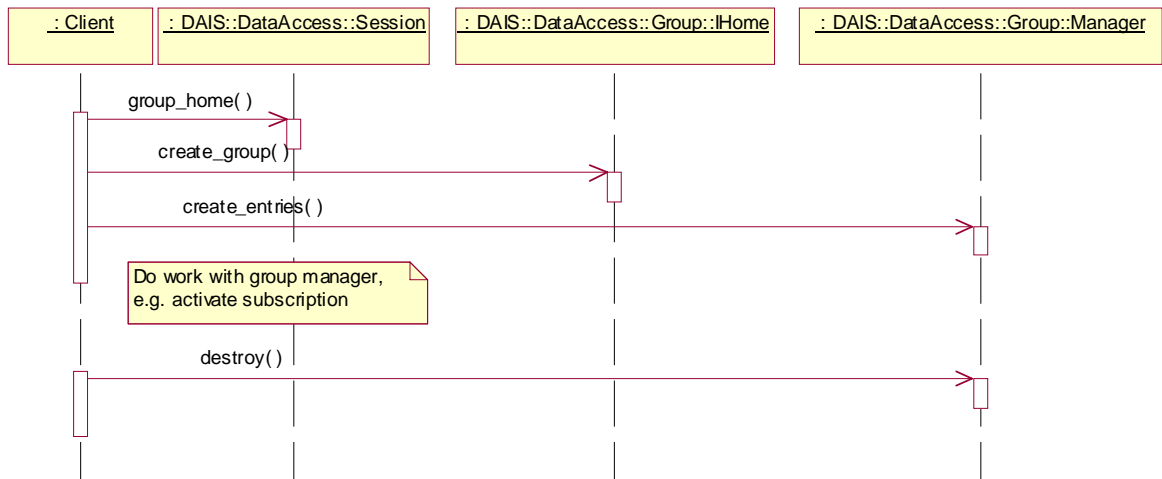 : Client
: DAIS::DataAccess::Session
: DAIS::DataAccess::Group::IHome
: DAIS::DataAccess::Group::Manager
group_home( )
create_group( )
create_entries( )
Do work with group manager,
e.g. activate subscription
destroy( )